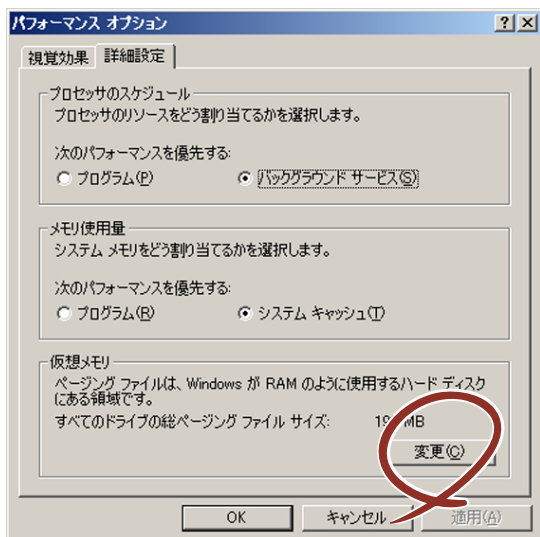 パフォーマンス オプション
視覚効果 詳細設定
プロセッサのスケジュール
プロセッサのリソースをどう割り当てるかを選択します。
次のパフォーマンスを優先する:
プログラム(P) バックグラウンド サービス(S)
メモリ使用量
システム メモリをどう割り当てるかを選択します。
次のパフォーマンスを優先する:
プログラム(R) システム キャッシュ(T)
仮想メモリ
ページング ファイルは、Windows が RAM のように使用するハード ディスク
にある領域です。
すべてのドライブの総ページング ファイル サイズ: MB
変更(C)
OK キャンセル 適用(A)